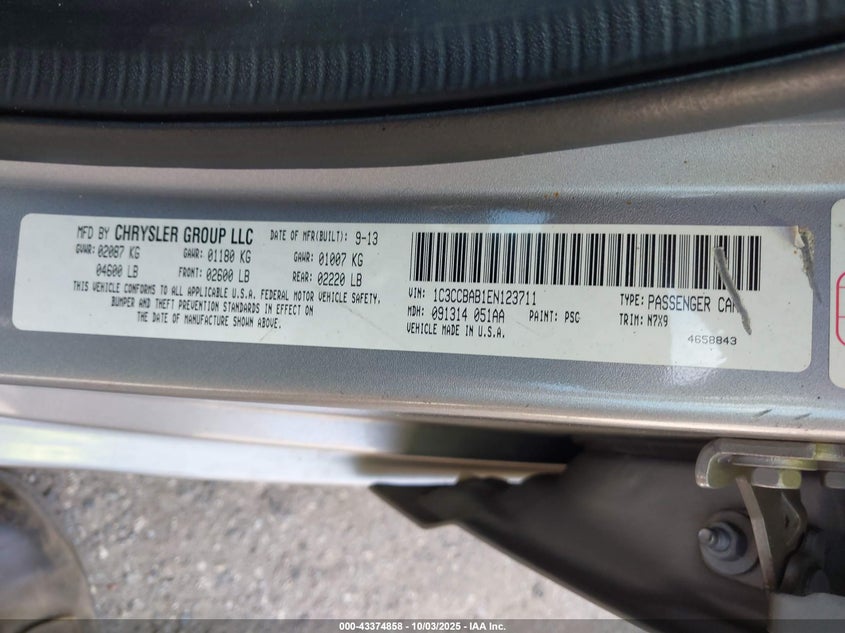 MFD BY CHRYSLER GROUP LLC DATE OF MFR(BUILT): 9-13
GVWR: 02087 KG GAWR: 01180 KG GAWR: 01007 KG
04600 LB FRONT: 02600 LB REAR: 02220 LB
THIS VEHICLE CONFORMS TO ALL APPLICABLE U.S.A. FEDERAL MOTOR VEHICLE SAFETY,
BUMPER AND THEFT PREVENTION STANDARDS IN EFFECT ON
THE DATE OF MANUFACTURE SHOWN ABOVE.
VIN: 1C3CCBAB1EN123711 TYPE: PASSENGER CAR
MDH: 091314 051AA PAINT: PSC TRIM: N7X9
VEHICLE MADE IN U.S.A. 4658843
000-43374858 | 10/03/2025 | © IAA Inc.